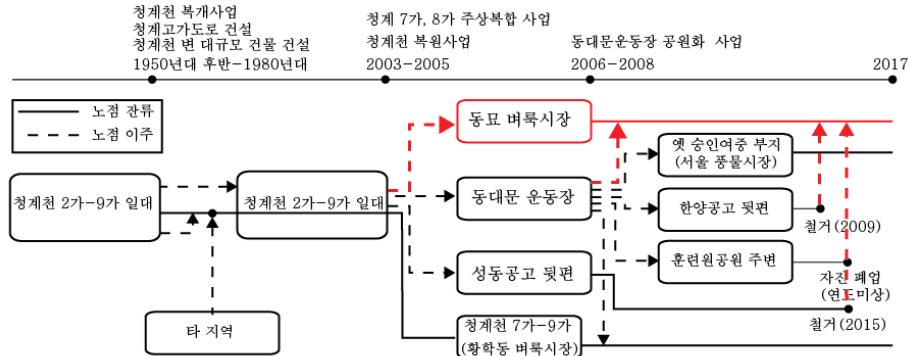 청계천 복개사업
청계고가도로 건설
청계천 변 대규모 건물 건설
1950년대 후반-1980년대
청계 7가, 8가 주상복합 사업
청계천 복원사업
2003-2005
동대문운동장 공원화 사업
2006-2008
2017
노점 잔류
노점 이주
동묘 벼룩시장
옛 숭인여중 부지
(서울 풍물시장)
청계천 2가-9가 일대
청계천 2가-9가 일대
동대문 운동장
한양공고 뒷편
철거(2009)
성동공고 뒷편
훈련원공원 주변
자진 폐업
(연도미상)
타 지역
청계천 7가-9가
(황학동 벼룩시장)
철거(2015)